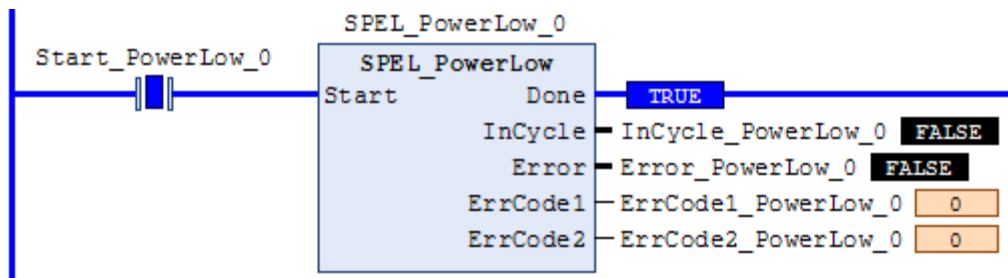 SPEL_PowerLow_0
Start_PowerLow_0
SPEL_PowerLow
Start Done TRUE
InCycle InCycle_PowerLow_0 FALSE
Error Error_PowerLow_0 FALSE
ErrCode1 ErrCode1_PowerLow_0 0
ErrCode2 ErrCode2_PowerLow_0 0